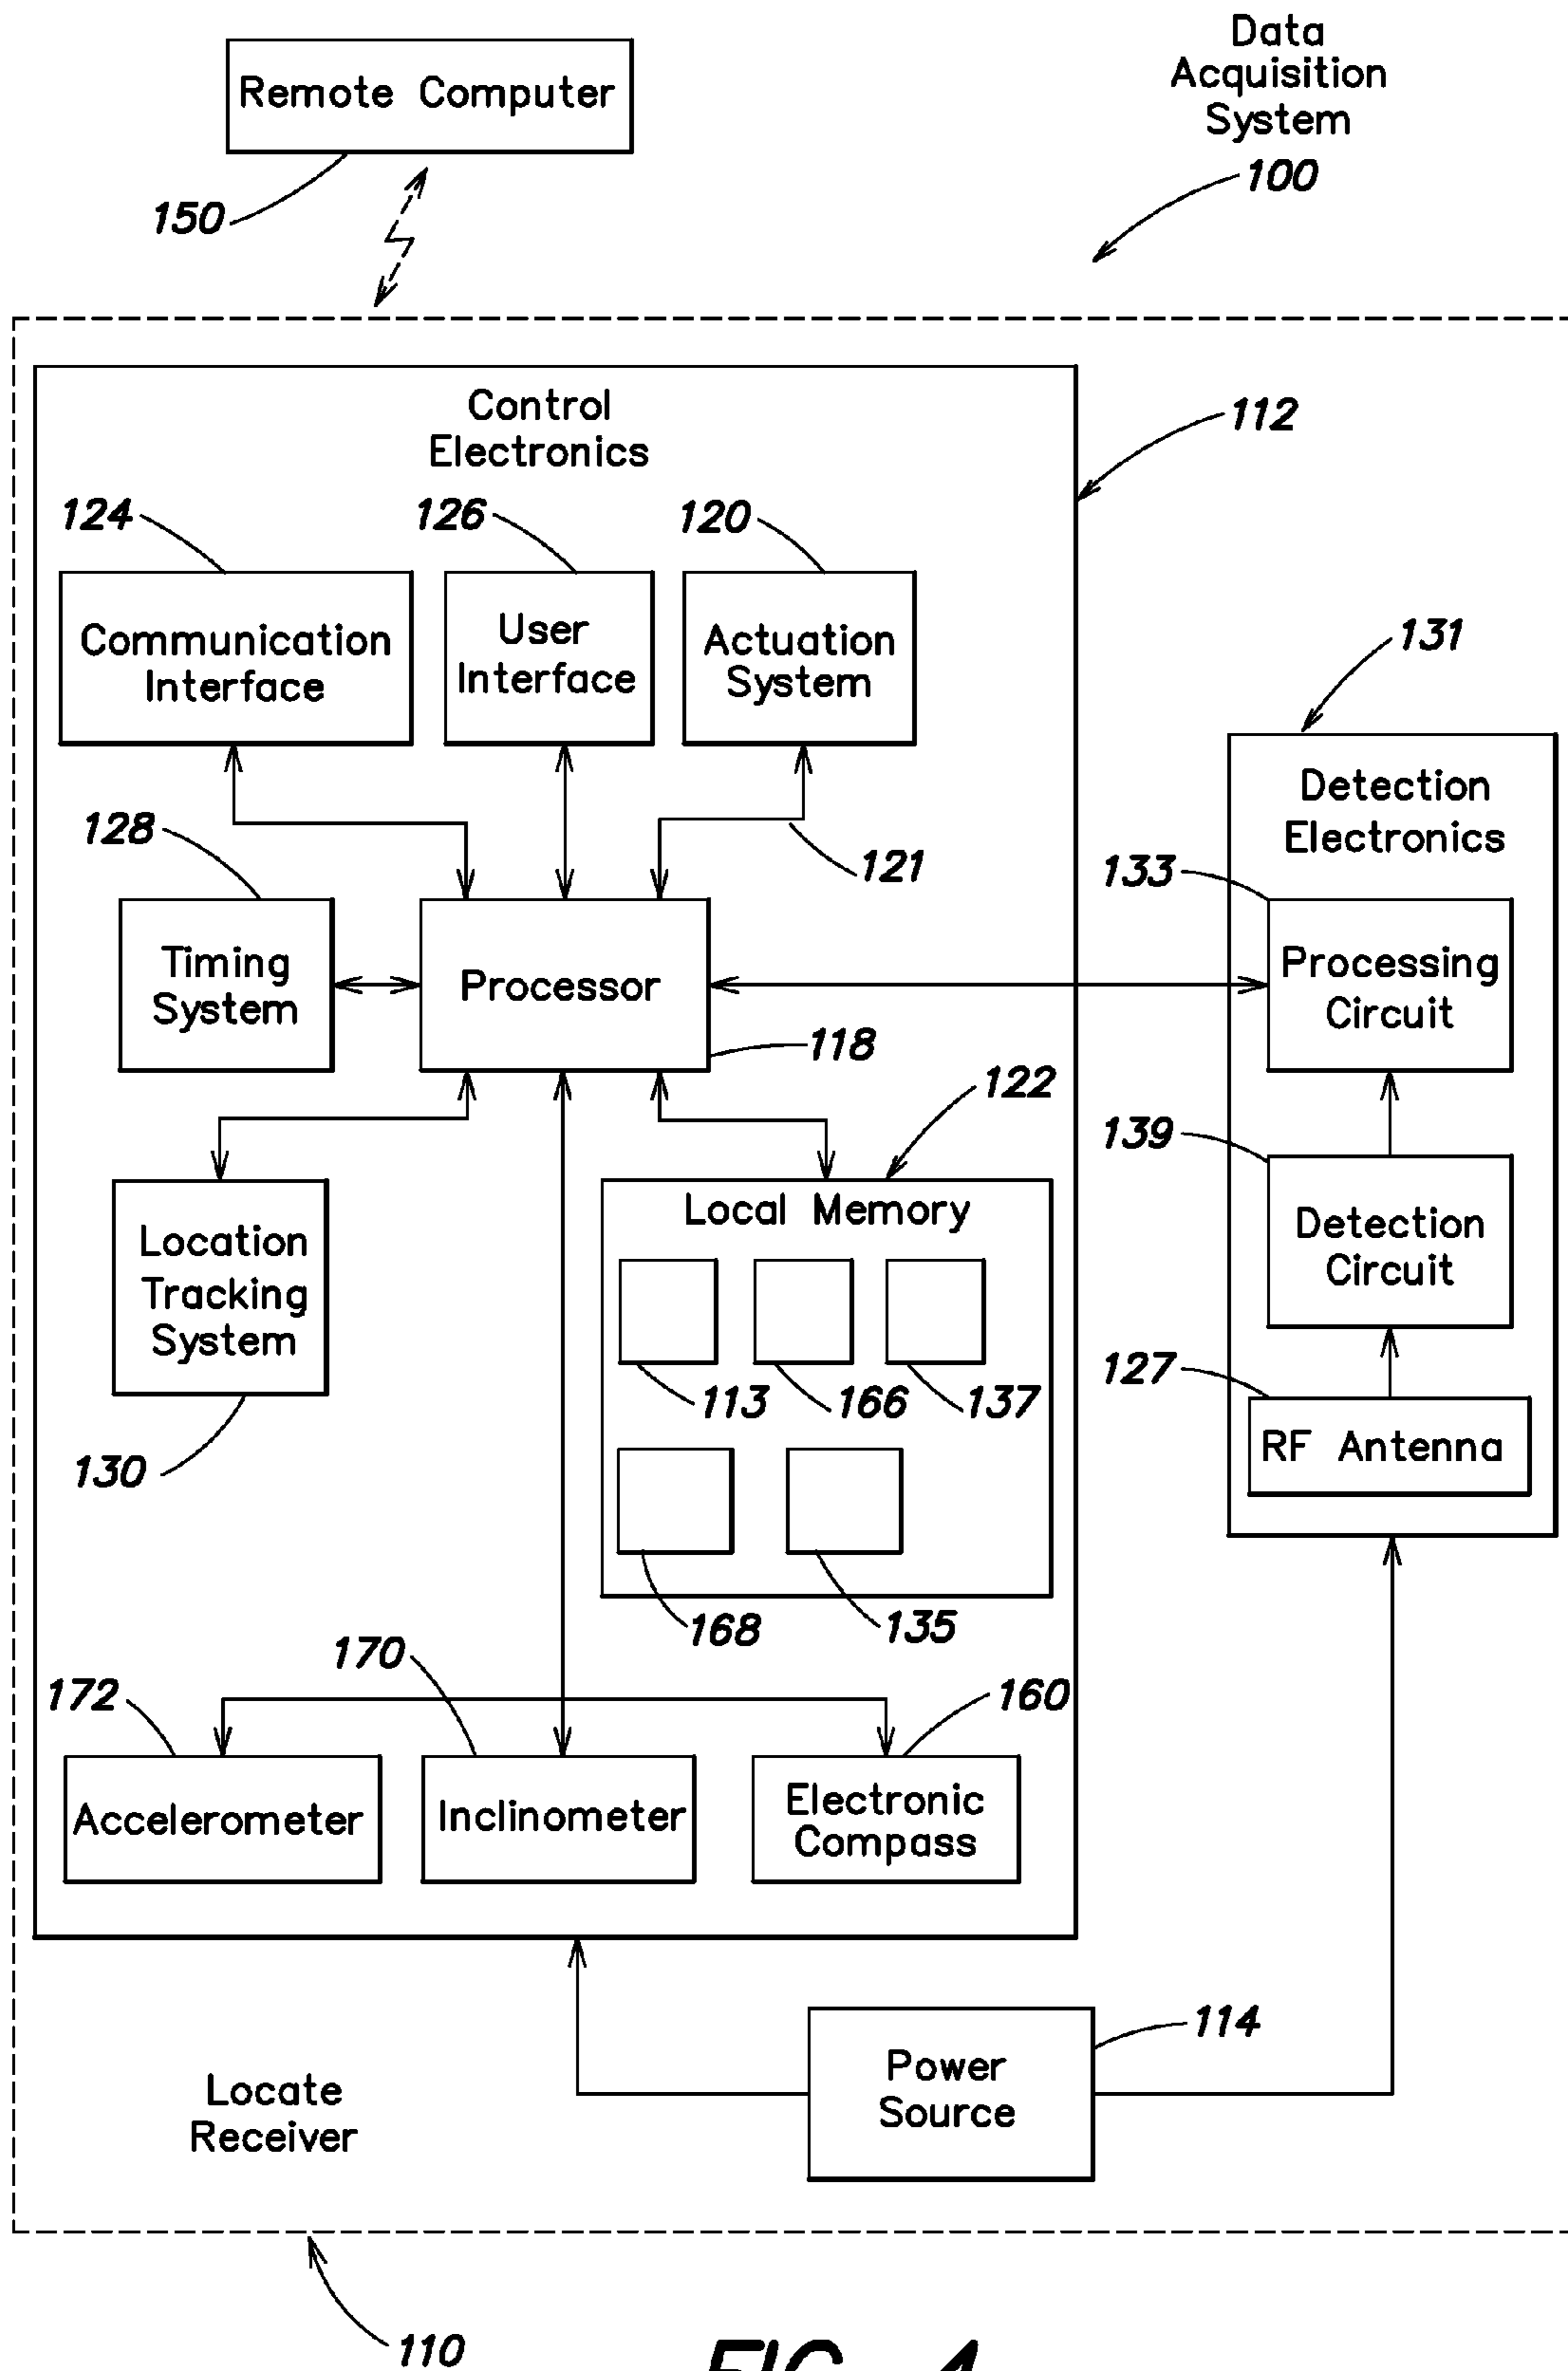 Data
Acquisition
System
100
Remote Computer
150
Control
Electronics
112
124
126
120
Communication
Interface
User
Interface
Actuation
System
131
Detection
Electronics
128
121
133
Timing
System
Processor
Processing
Circuit
118
122
139
Location
Tracking
System
Local Memory
Detection
Circuit
127
113
166
137
130
RF Antenna
168
135
170
172
160
Accelerometer
Inclinometer
Electronic
Compass
114
Power
Source
Locate
Receiver
110